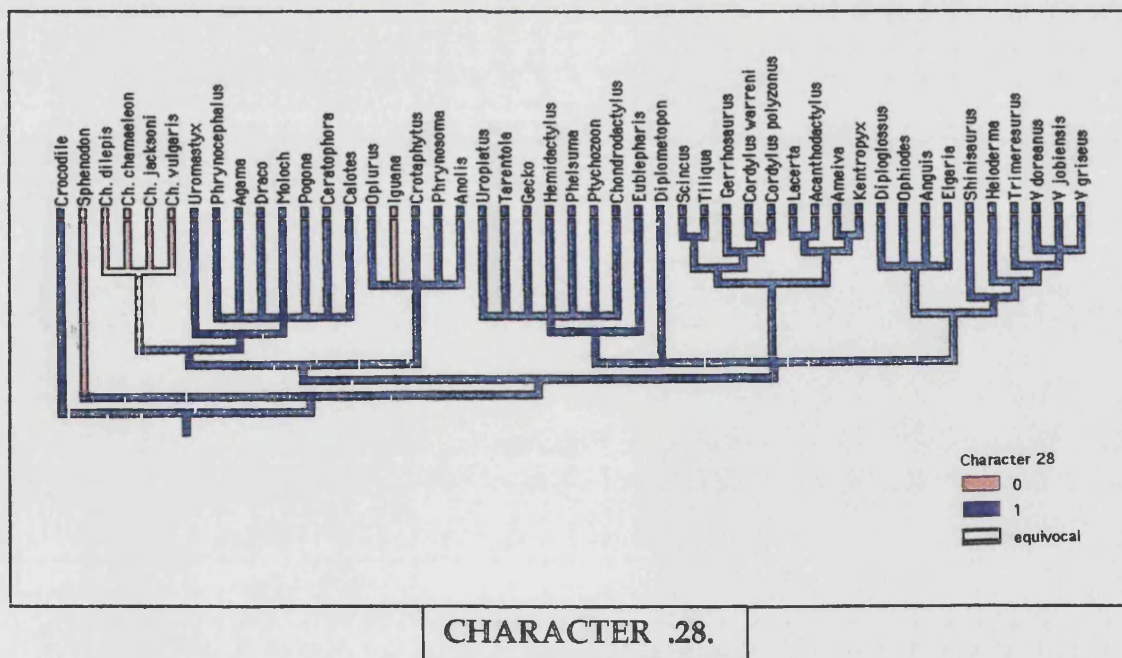 Crocodile
Sphenodon
Ch. dilepis
Ch. chamaeleon
Ch. jacksoni
Ch. vulgaris
Uromastyx
Phrynocephalus
Agama
Draco
Moloch
Pogona
Caratophora
Calotes
Oplurus
Iguana
Crotaphytus
Phrynosoma
Anolis
Uroplatus
Tarentola
Gecko
Hemidactylus
Phelsuma
Ptychozoon
Chondrodactylus
Eublepharis
Diplometopon
Scincus
Tiliqua
Gerrhosaurus
Cordylus warreni
Cordylus polyzonus
Lacerta
Acanthodactylus
Ameiva
Kentropyx
Diploglossus
Ophiodes
Anguis
Elgaria
Shinisaurus
Heloderma
Trimeresurus
V doreanus
V jobiensis
V griseus
Character 28
0
1
equivocal
CHARACTER .28.